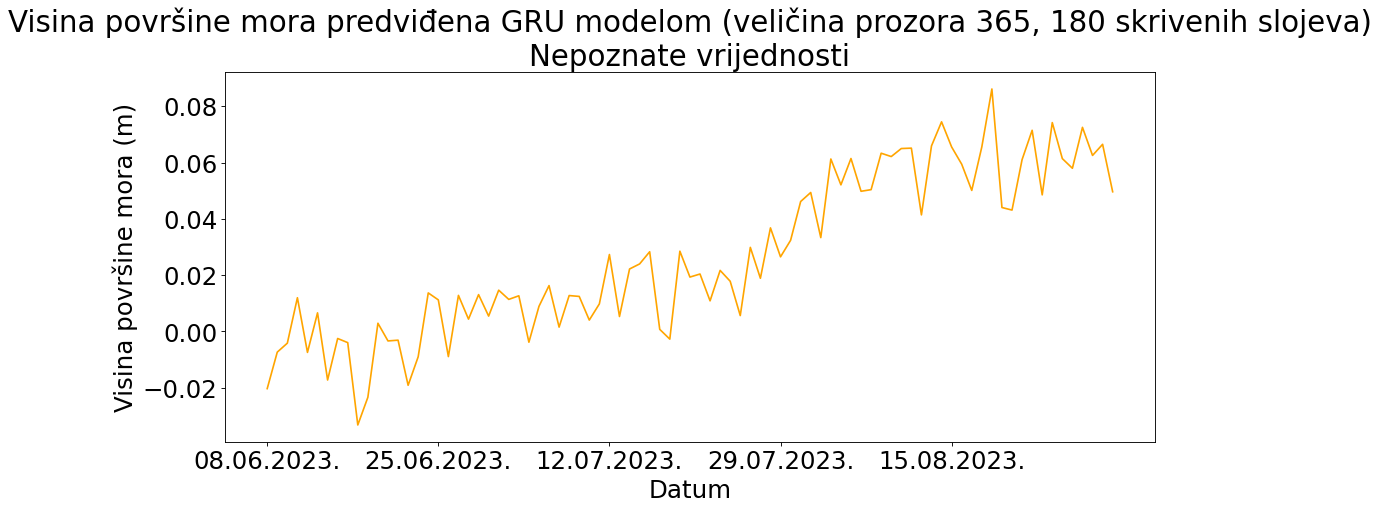 Visina površine mora predviđena GRU modelom (veličina prozora 365, 180 skrivenih slojeva)
Nepoznate vrijednosti
Visina površine mora (m)
0.08
0.06
0.04
0.02
0.00
−0.02
08.06.2023. 25.06.2023. 12.07.2023. 29.07.2023. 15.08.2023.
Datum